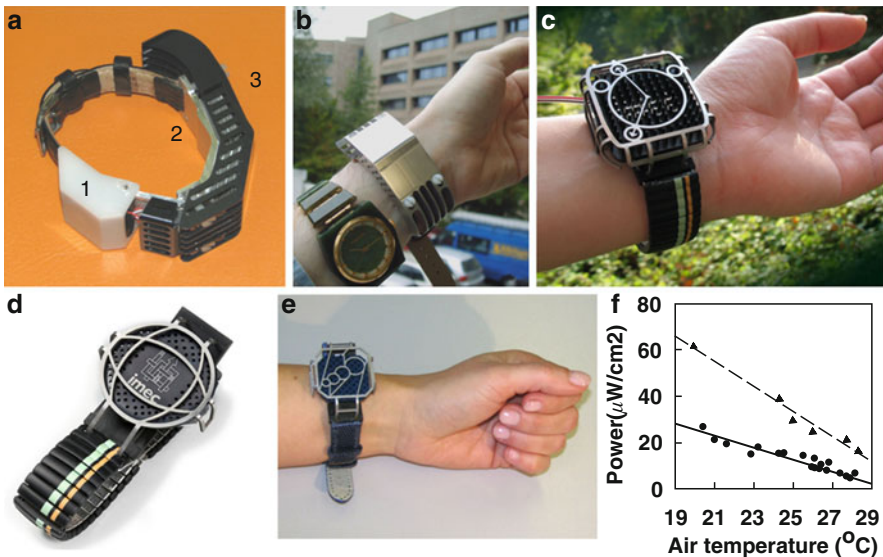 a
1
2
3
b
c
d
imec
e
f
Power(μW/cm2)
80
60
40
20
0
19 21 23 25 27 29
Air temperature (°C)